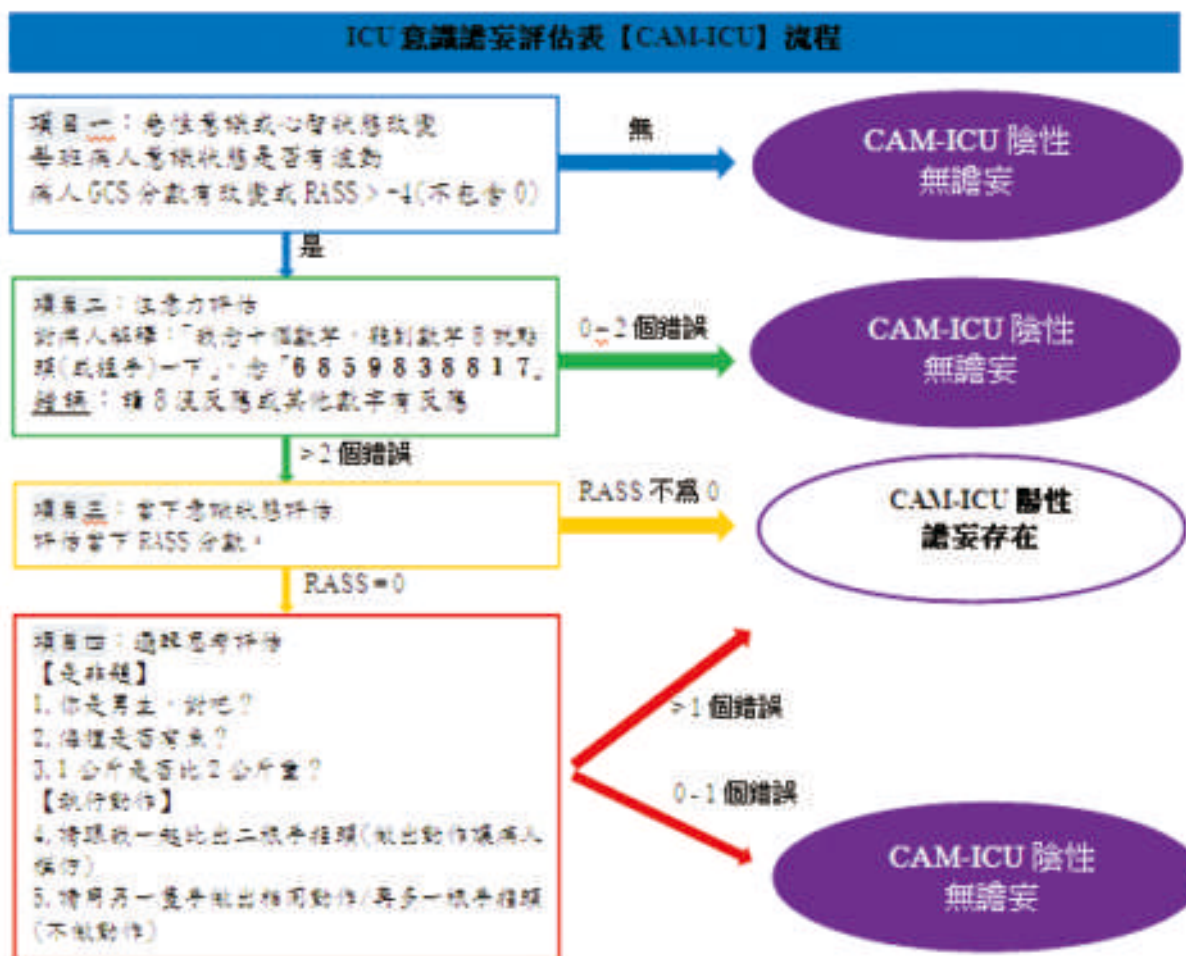 ICU 意識譫妄評估表【CAM-ICU】流程
項目一：急性意識或心智狀態改變
每班病人意識狀態是否有波動
病人 GCS 分數有改變或 RASS > -4(不包含 0)
無
CAM-ICU 陰性
無譫妄
是
項目二：注意力評估
對病人解釋：「我念十個數字，聽到數字 8 就點
頭(或握手)一下」，念「6 8 5 9 8 3 8 8 1 7」
錯誤：讀 8 沒反應或其他數字有反應
0~2 個錯誤
CAM-ICU 陰性
無譫妄
>2 個錯誤
項目三：當下意識狀態評估
評估當下 RASS 分數。
RASS 不為 0
CAM-ICU 陽性
譫妄存在
RASS = 0
項目四：過程思考評估
【是非題】
1. 你是男生，對吧？
2. 海裡是否有魚？
3. 1 公斤是否比 2 公斤重？
【執行動作】
4. 請跟我一起比出二根手指頭(做出動作讓病人
模仿)
5. 請用另一隻手做出相同動作/再多一根手指頭
(不做動作)
>1 個錯誤
0-1 個錯誤
CAM-ICU 陰性
無譫妄